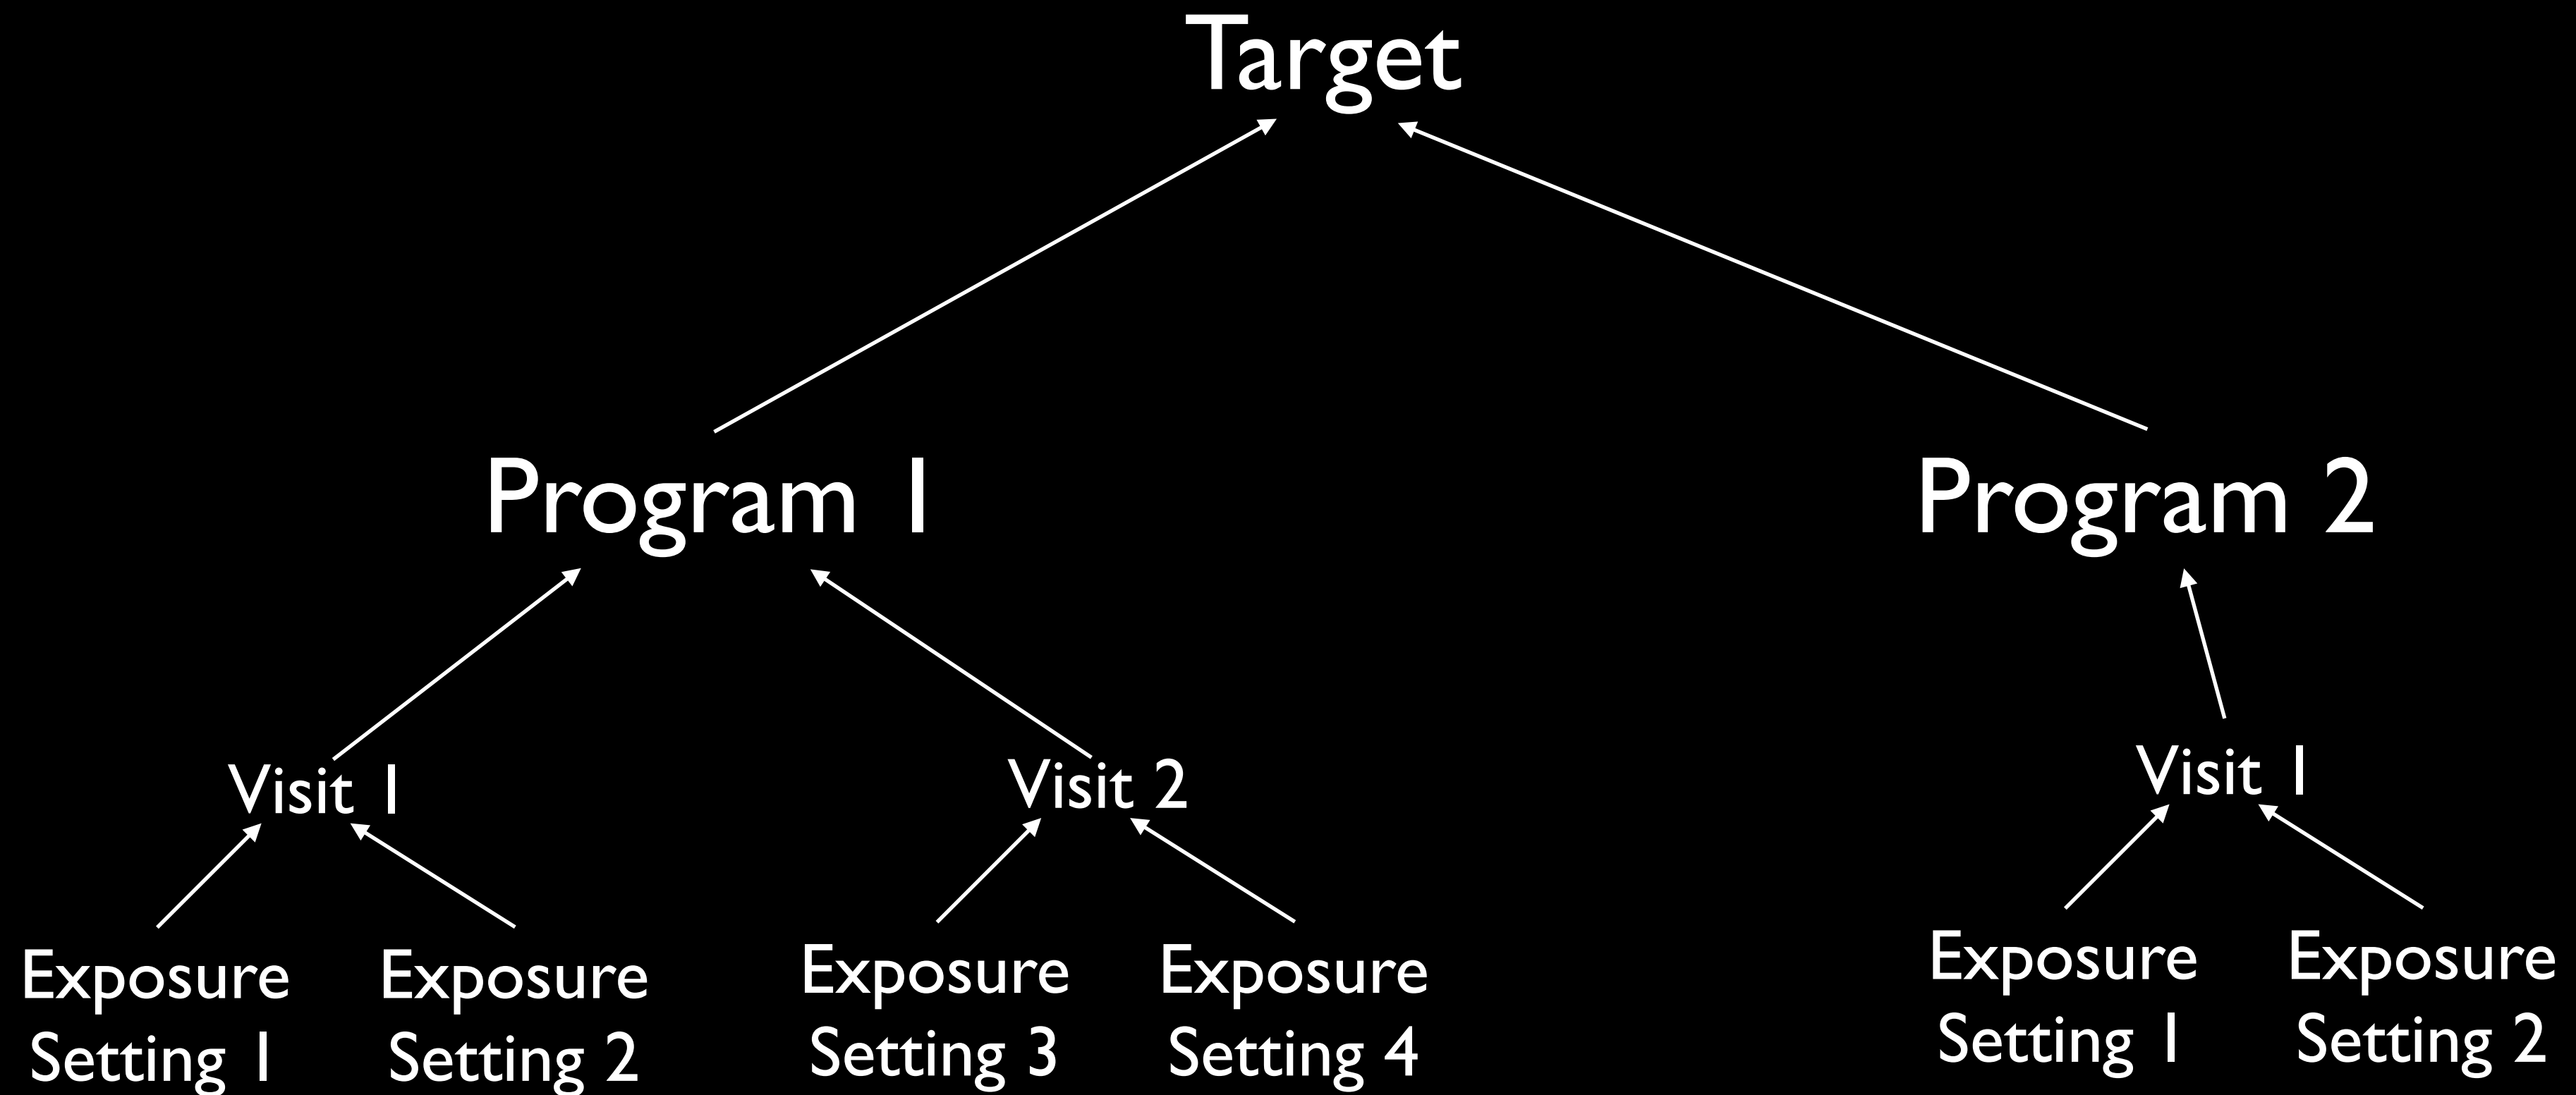 Target
Program 1
Program 2
Visit 1
Visit 2
Visit 1
Exposure
Setting 1
Exposure
Setting 2
Exposure
Setting 3
Exposure
Setting 4
Exposure
Setting 1
Exposure
Setting 2